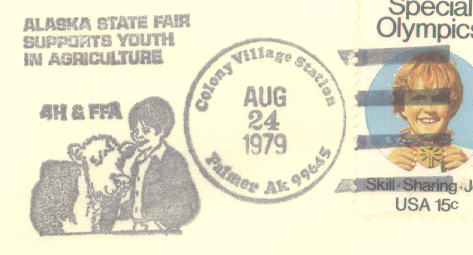 ALASKA STATE FAIR
SUPPORTS YOUTH
IN AGRICULTURE
4H & FFA
Colony Village Station
AUG
24
1979
Palmer Ak 99645
Special
Olympics
Skill·Sharing·J
USA 15c